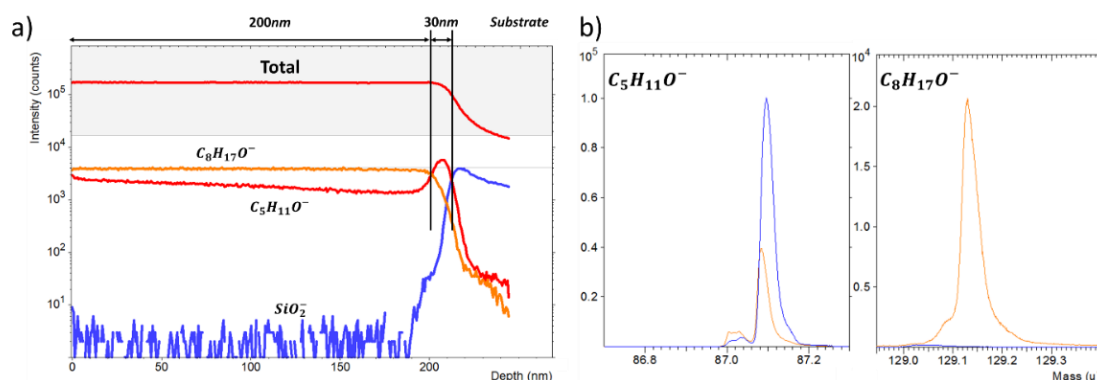 a)
200nm
30nm
Substrate
Intensity (counts)
10⁵
10⁴
10³
10²
10¹
Total
C₈H₁₇O⁻
C₅H₁₁O⁻
SiO₂⁻
0
50
100
150
200
Depth (nm)
b)
10⁵
C₅H₁₁O⁻
1.0
0.8
0.6
0.4
0.2
86.8
87.0
87.2
10⁴
C₈H₁₇O⁻
2.0
1.5
1.0
0.5
129.0
129.1
129.2
129.3
Mass (u